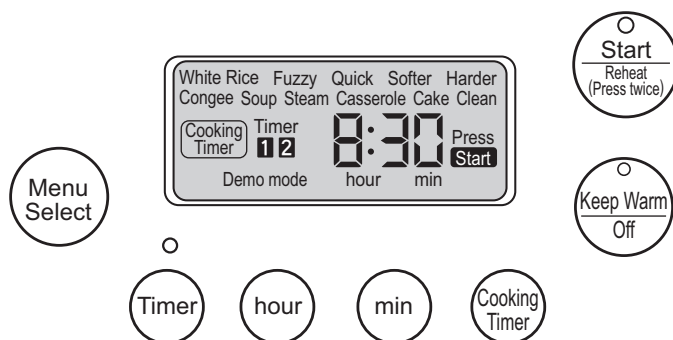 Start
Reheat
(Press twice)
White Rice Fuzzy Quick Softer Harder
Congee Soup Steam Casserole Cake Clean
Cooking Timer
Timer
1 2
8:30
Press
Start
Demo mode hour min
Menu
Select
Keep Warm
Off
Timer
hour
min
Cooking
Timer